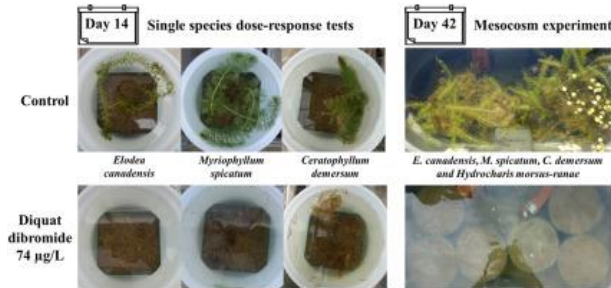 Day 14
Single species dose-response tests
Day 42
Mesocosm experiment
Control
Elodea
canadensis
Myriophyllum
spicatum
Ceratophyllum
demersum
E. canadensis, M. spicatum, C. demersum
and Hydrocharis morsus-ranae
Diquat
dibromide
74 µg/L